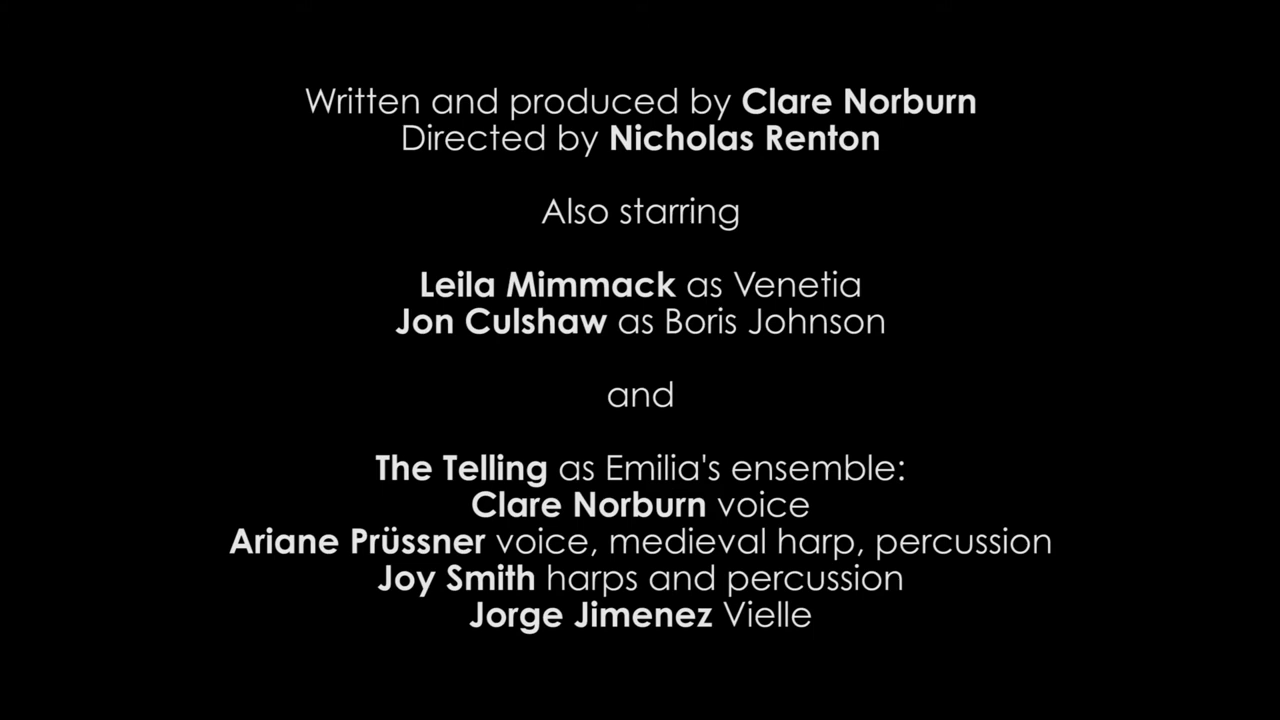 Written and produced by Clare Norburn
Directed by Nicholas Renton
Also starring
Leila Mimmack as Venetia
Jon Culshaw as Boris Johnson
and
The Telling as Emilia's ensemble:
Clare Norburn voice
Ariane Prüssner voice, medieval harp, percussion
Joy Smith harps and percussion
Jorge Jimenez Vielle